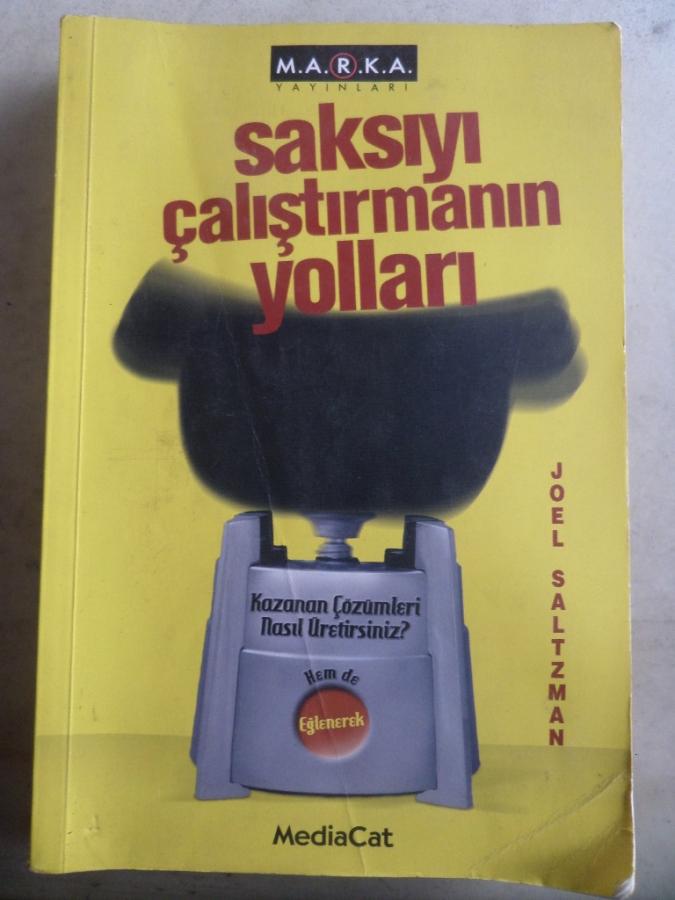 M.A.R.K.A.
YAYINLARI
saksıyı
çalıştırmanın
yolları
JOEL SALTZMAN
Kazanan Çözümleri
Nasıl Üretirsiniz?
Hem de
Eğlenerek
MediaCat